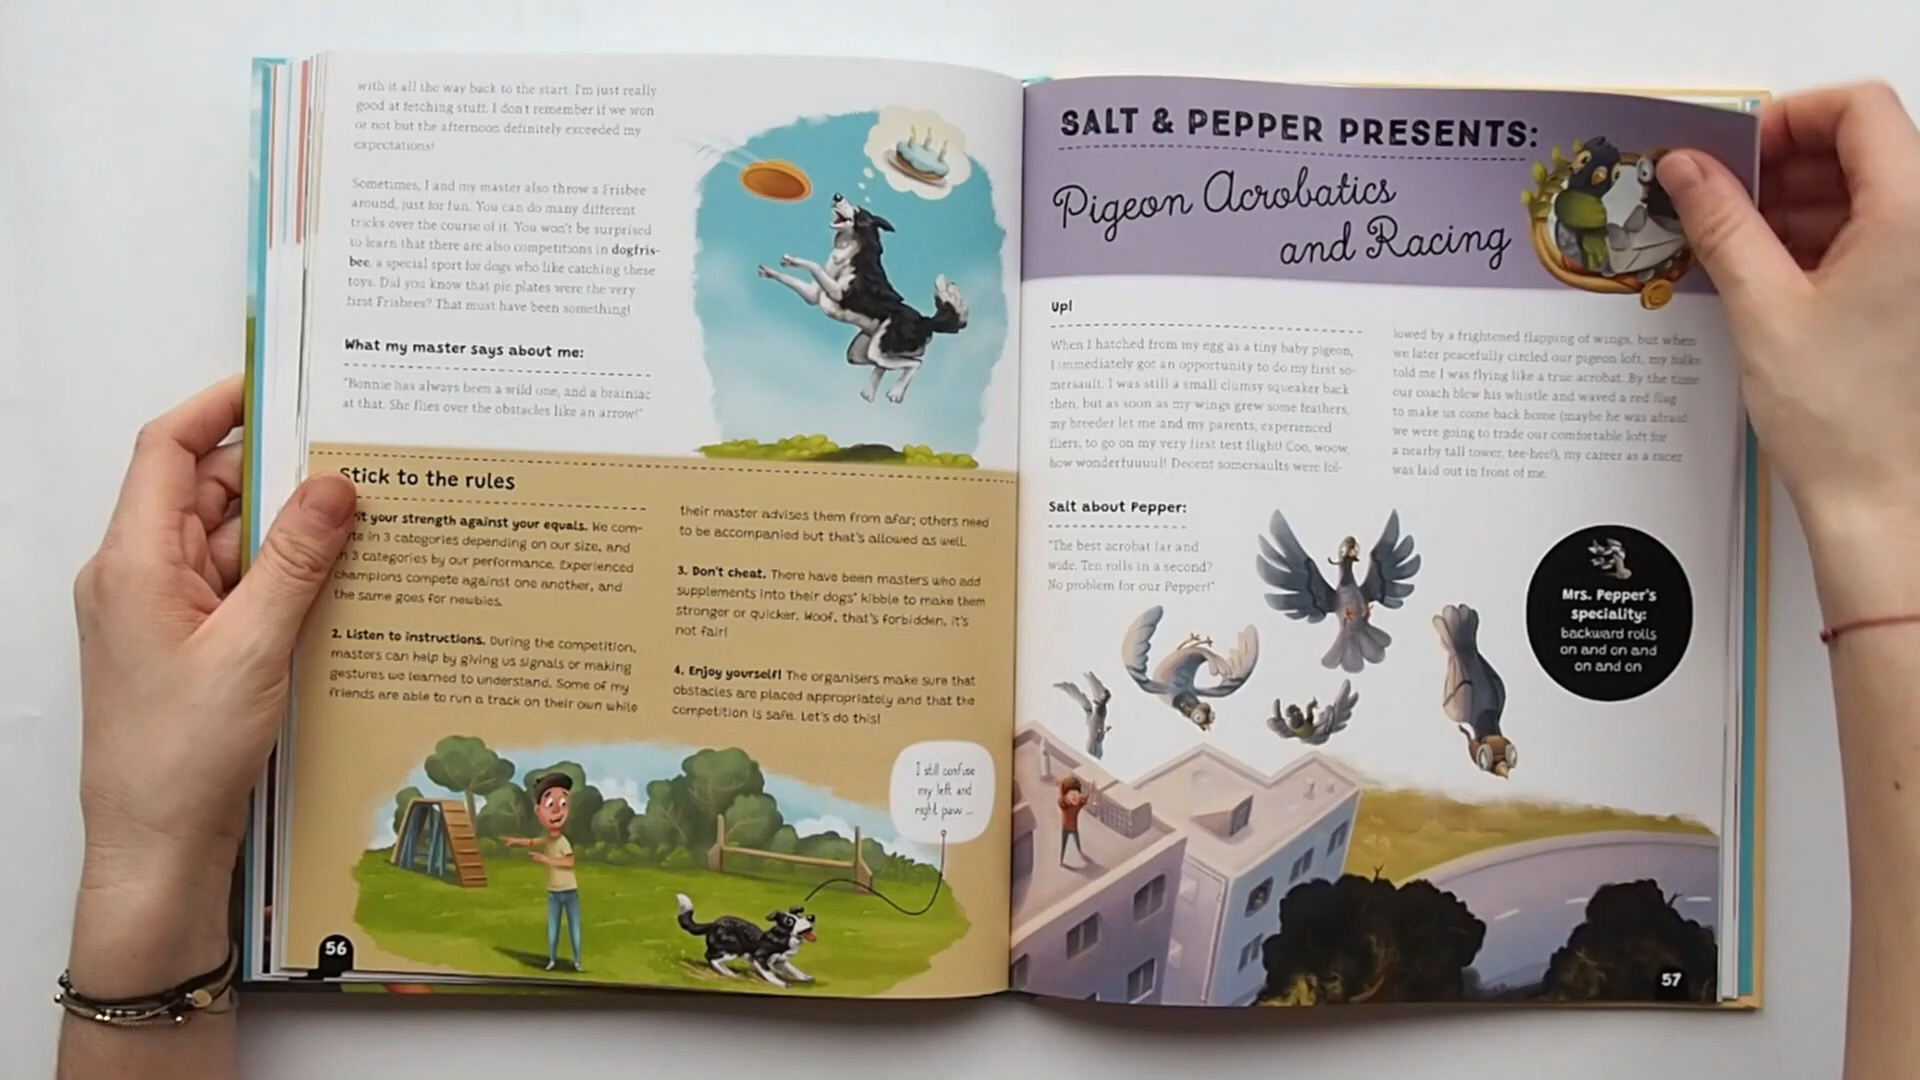 with it all the way back to the start. I'm just really
good at fetching stuff. I don't remember if we won
or not but the afternoon definitely exceeded my
expectations!
Sometimes, I and my master also throw a Frisbee
around, just for fun. You can do many different
tricks over the course of it. You won't be surprised
to learn that there are also competitions in dogfris-
bee, a special sport for dogs who like catching these
toys. Did you know that pie plates were the very
first Frisbees? That must have been something!
What my master says about me:
"Bonnie has always been a wild one, and a brainiac
at that. She flies over the obstacles like an arrow!"
Stick to the rules
your strength against your equals. We com-
in 3 categories depending on our size, and
3 categories by our performance. Experienced
champions compete against one another, and
the same goes for newbies.
2. Listen to instructions. During the competition,
masters can help by giving us signals or making
gestures we learned to understand. Some of my
friends are able to run a track on their own while
their master advises them from afar; others need
to be accompanied but that's allowed as well.
3. Don't cheat. There have been masters who add
supplements into their dogs' kibble to make them
stronger or quicker. Woof, that's forbidden, it's
not fair!
4. Enjoy yourself! The organisers make sure that
obstacles are placed appropriately and that the
competition is safe. Let's do this!
I still confuse
my left and
right paw ...
56
SALT & PEPPER PRESENTS:
Pigeon Acrobatics
and Racing
Up!
When I hatched from my egg as a tiny baby pigeon,
I immediately got an opportunity to do my first so-
mersault. I was still a small clumsy squeaker back
then, but as soon as my wings grew some feathers,
my breeder let me and my parents, experienced
fliers, to go on my very first test flight! Coo, woow,
how wonderfuuuul! Decent somersaults were fol-
lowed by a frightened flapping of wings, but when
we later peacefully circled our pigeon loft, my folks
told me I was flying like a true acrobat. By the time
our coach blew his whistle and waved a red flag
to make us come back home (maybe he was afraid
we were going to trade our comfortable loft for
a nearby tall tower, tee-hee!), my career as a racer
was laid out in front of me.
Salt about Pepper:
"The best acrobat far and
wide. Ten rolls in a second?
No problem for our Pepper!"
Mrs. Pepper's
speciality:
backward rolls
on and on and
on and on
57